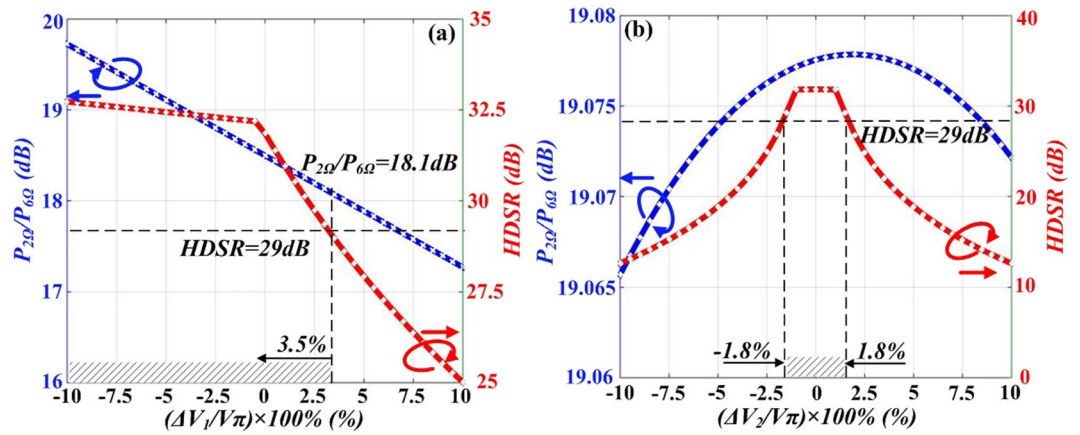 (a)
20
19
18
17
16
P2Ω/P6Ω (dB)
35
32.5
30
27.5
25
HDSR (dB)
P2Ω/P6Ω=18.1dB
HDSR=29dB
3.5%
-10 -7.5 -5 -2.5 0 2.5 5 7.5 10
(ΔV1/Vπ)×100% (%)
(b)
19.08
19.075
19.07
19.065
19.06
P2Ω/P6Ω (dB)
40
30
20
10
0
HDSR (dB)
HDSR=29dB
-1.8% 1.8%
-10 -7.5 -5 -2.5 0 2.5 5 7.5 10
(ΔV2/Vπ)×100% (%)